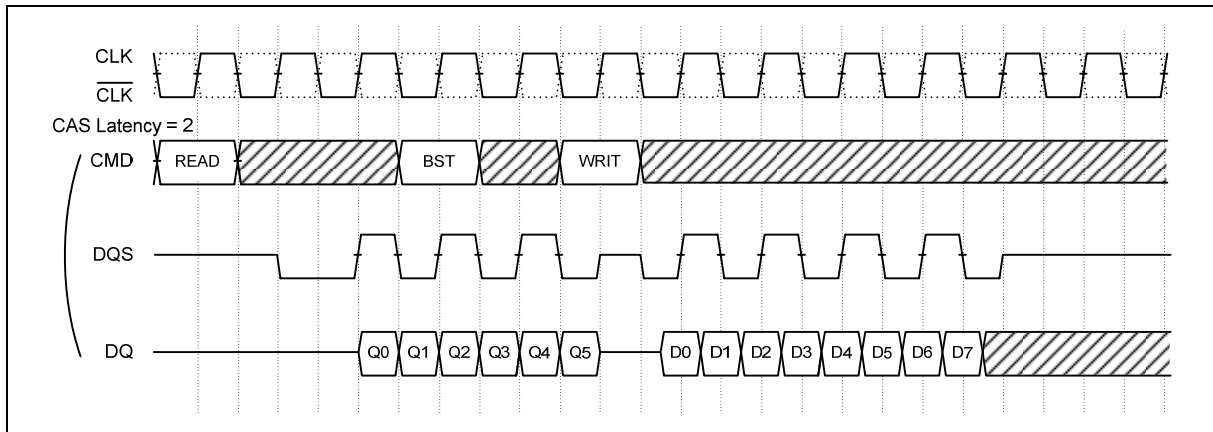 CLK
C̅L̅K̅
CAS Latency = 2
CMD READ BST WRIT
DQS
DQ Q0 Q1 Q2 Q3 Q4 Q5 D0 D1 D2 D3 D4 D5 D6 D7